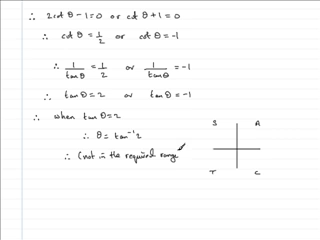 ∴ 2cot θ - 1 = 0 or cot θ + 1 = 0
∴ cot θ = 1/2 or cot θ = -1
∴ 1/tan θ = 1/2 or 1/tan θ = -1
∴ tan θ = 2 or tan θ = -1
∴ when tan θ = 2
∴ θ = tan⁻¹ 2
∴ (not in the required range
S A
T C